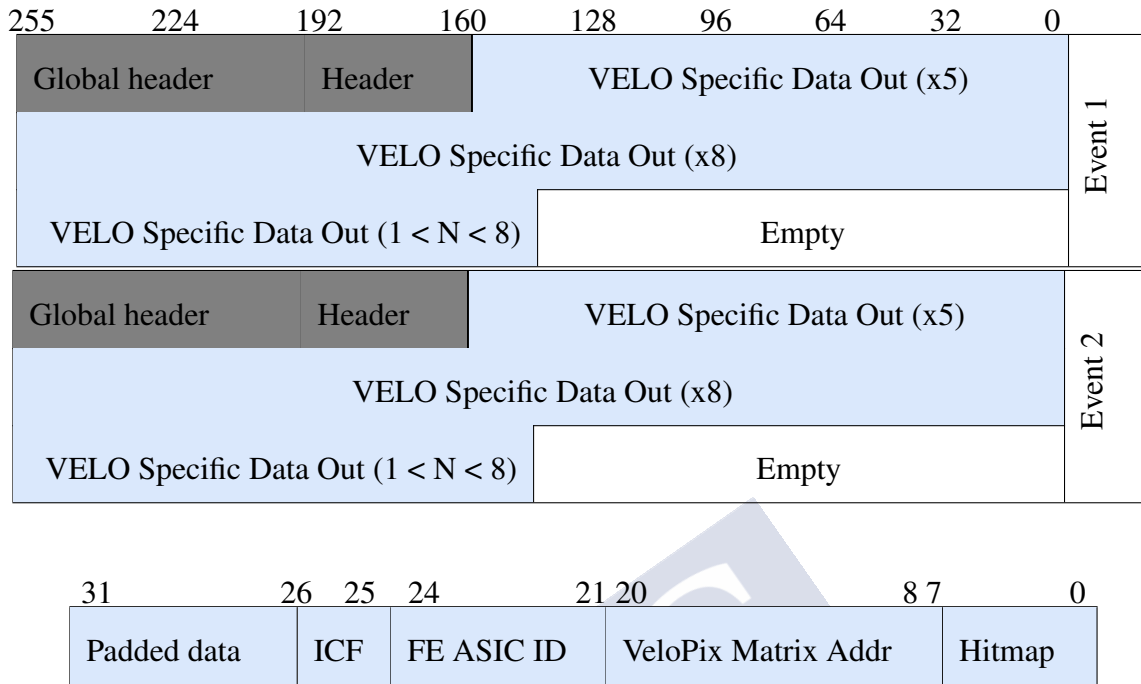 255 224 192 160 128 96 64 32 0
Global header Header VELO Specific Data Out (x5)
VELO Specific Data Out (x8)
VELO Specific Data Out (1 < N < 8) Empty
Event 1
Global header Header VELO Specific Data Out (x5)
VELO Specific Data Out (x8)
VELO Specific Data Out (1 < N < 8) Empty
Event 2
31 26 25 24 21 20 8 7 0
Padded data ICF FE ASIC ID VeloPix Matrix Addr Hitmap